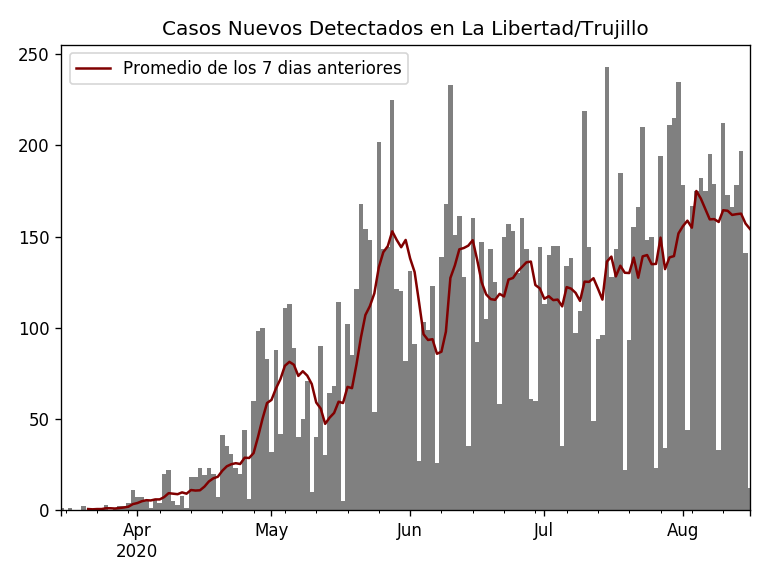 Casos Nuevos Detectados en La Libertad/Trujillo
Promedio de los 7 dias anteriores
250
200
150
100
50
0
Apr May Jun Jul Aug
2020